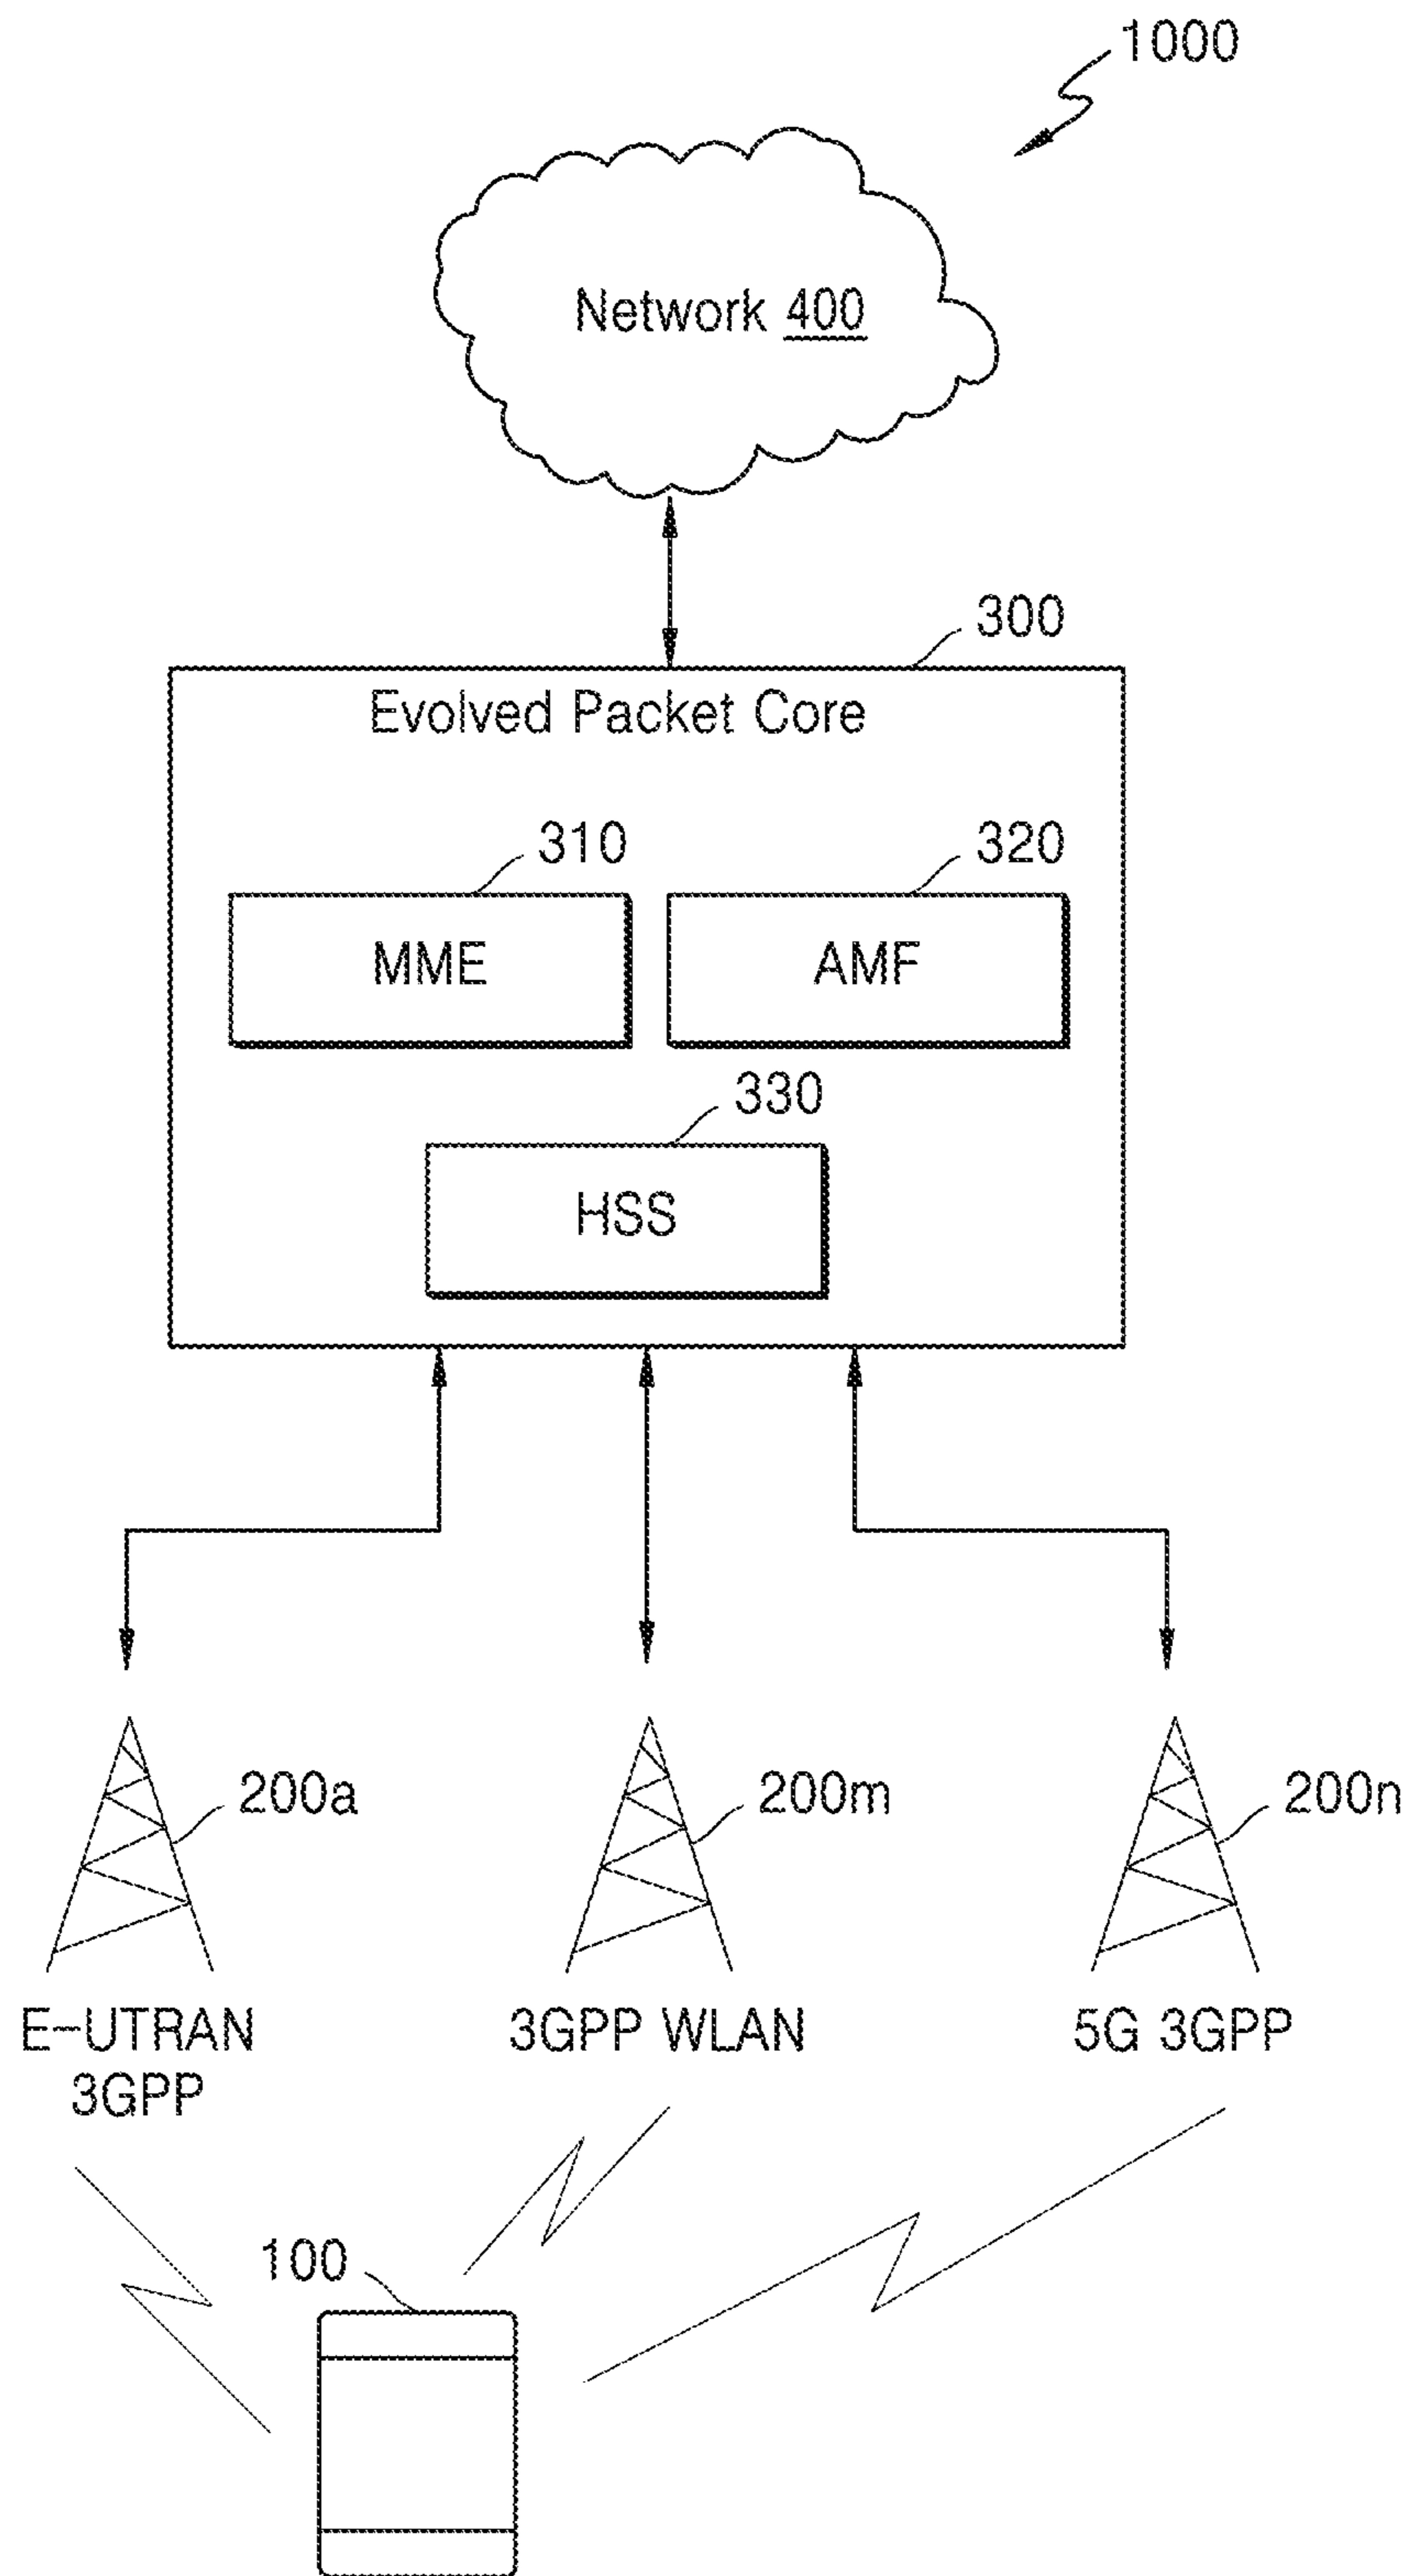 1000
Network 400
300
Evolved Packet Core
310
320
MME
AMF
330
HSS
200a
200m
200n
E-UTRAN
3GPP
3GPP WLAN
5G 3GPP
100